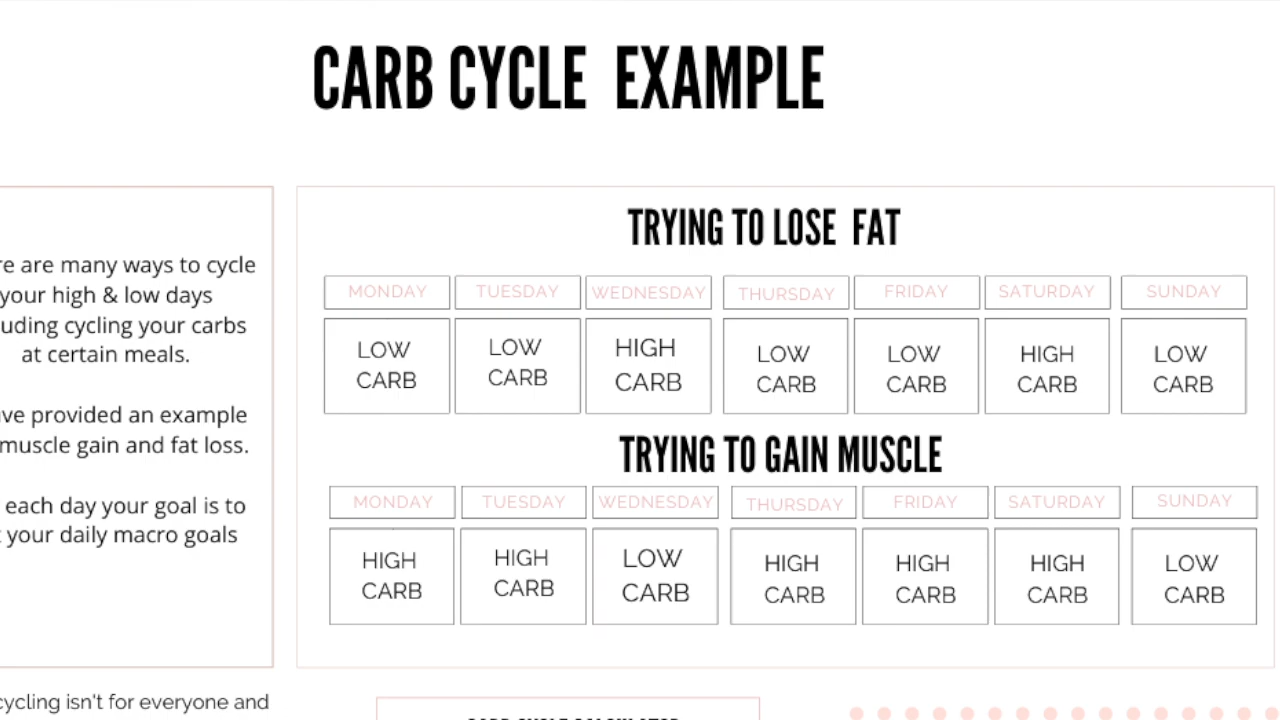 CARB CYCLE EXAMPLE
are many ways to cycle
your high & low days
cycling your carbs
at certain meals.
provided an example
muscle gain and fat loss.
each day your goal is to
your daily macro goals
TRYING TO LOSE FAT
MONDAY TUESDAY WEDNESDAY THURSDAY FRIDAY SATURDAY SUNDAY
LOW LOW HIGH LOW LOW HIGH LOW
CARB CARB CARB CARB CARB CARB CARB
TRYING TO GAIN MUSCLE
MONDAY TUESDAY WEDNESDAY THURSDAY FRIDAY SATURDAY SUNDAY
HIGH HIGH LOW HIGH HIGH HIGH LOW
CARB CARB CARB CARB CARB CARB CARB
cycling isn't for everyone and